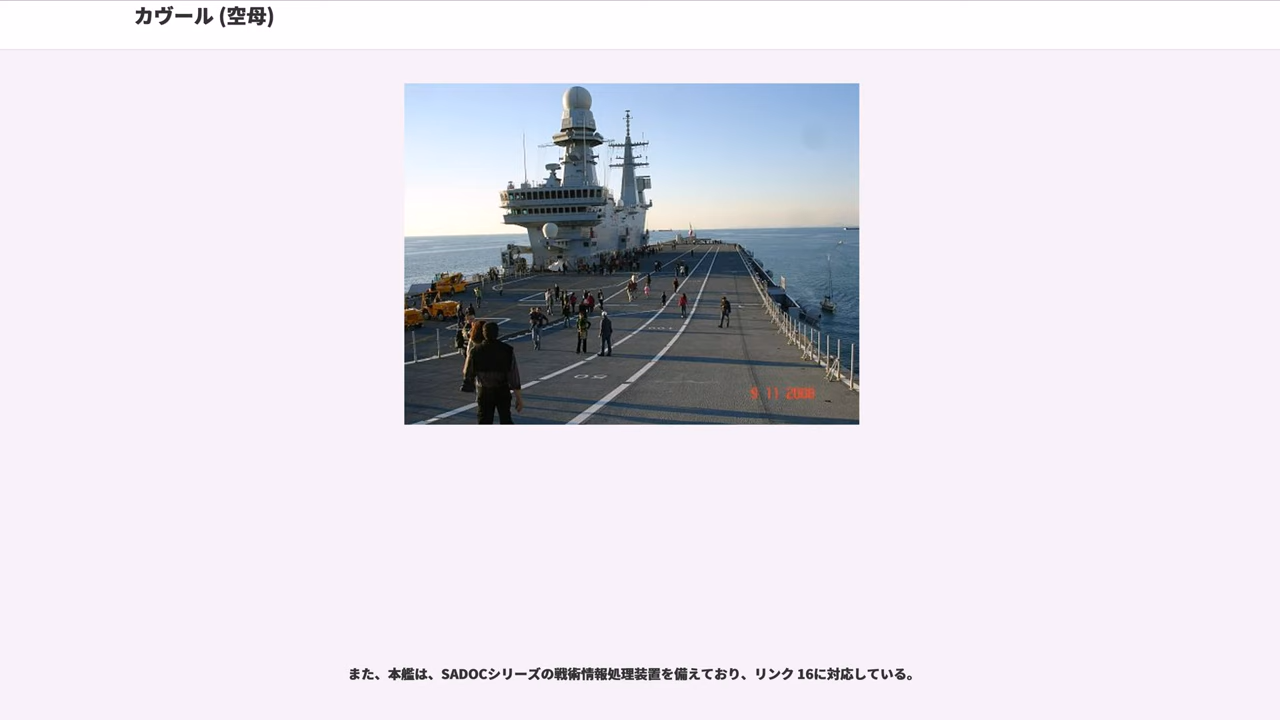 カヴール (空母)
50
9 11 2008
また、本艦は、SADOCシリーズの戦術情報処理装置を備えており、リンク 16に対応している。